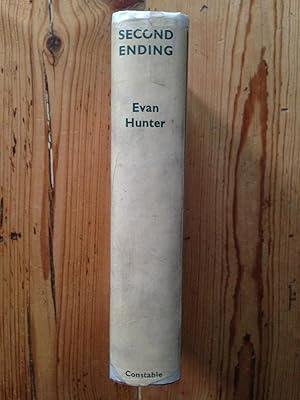 SECOND
ENDING
Evan
Hunter
Constable